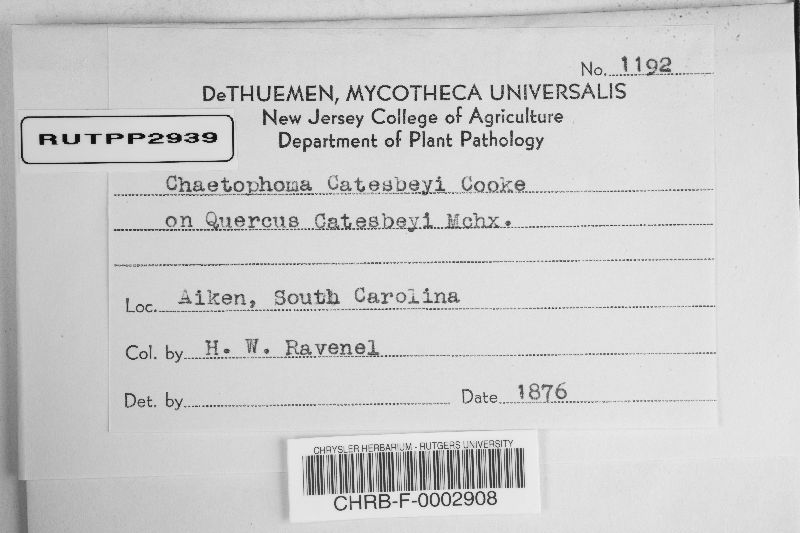 No. 1192
DeTHUEMEN, MYCOTHECA UNIVERSALIS
New Jersey College of Agriculture
RUTPP2939
Department of Plant Pathology
Chaetophoma Catesbeyi Cooke
on Quercus Catesbeyi Mchx.
Loc. Aiken, South Carolina
Col. by H. W. Ravenel
Det. by Date 1876
CHRYSLER HERBARIUM - RUTGERS UNIVERSITY
CHRB-F-0002908